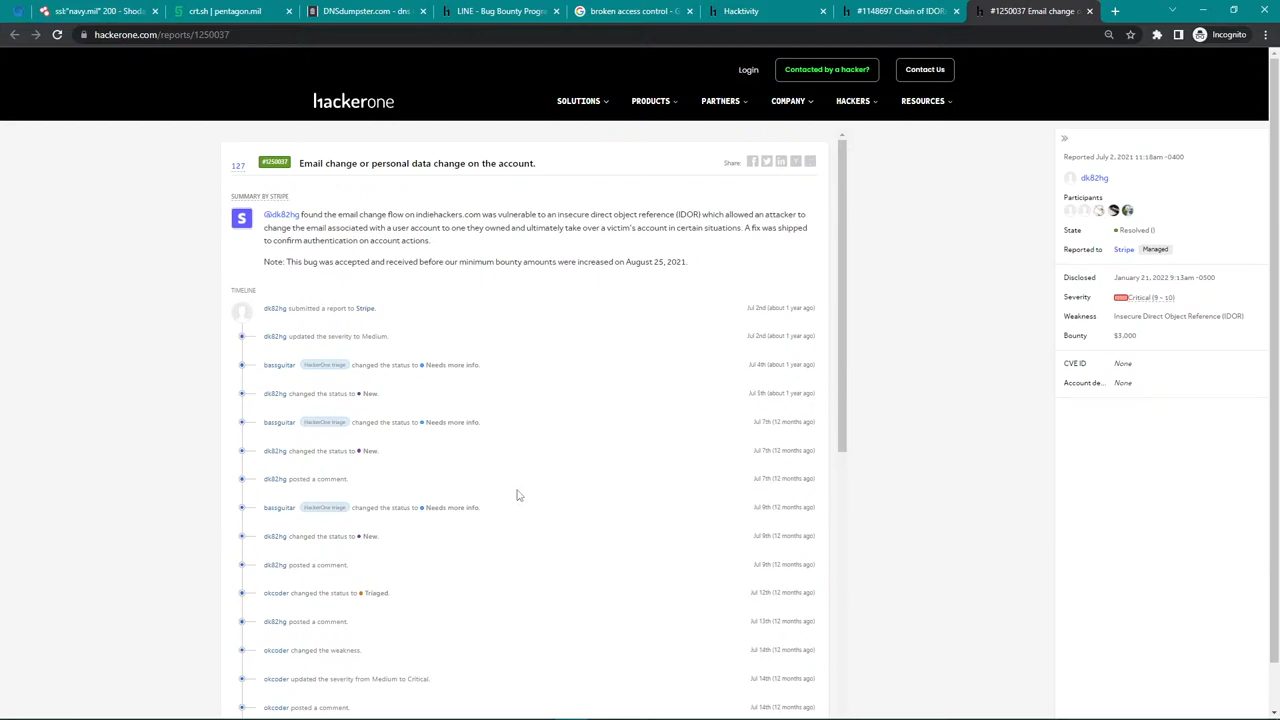 ssl:"navy.mil" 200 - Shoda
crt.sh | pentagon.mil
DNSdumpster.com - dns
LINE - Bug Bounty Progr
broken access control - G
Hacktivity
#1148697 Chain of IDOR
#1250037 Email change o
hackerone.com/reports/1250037
Incognito
Login
Contacted by a hacker?
Contact Us
hackerone
SOLUTIONS
PRODUCTS
PARTNERS
COMPANY
HACKERS
RESOURCES
127
#1250037
Email change or personal data change on the account.
Share:
SUMMARY BY STRIPE
S
@dk82hg found the email change flow on indiehackers.com was vulnerable to an insecure direct object reference (IDOR) which allowed an attacker to
change the email associated with a user account to one they owned and ultimately take over a victim's account in certain situations. A fix was shipped
to confirm authentication on account actions.
Note: This bug was accepted and received before our minimum bounty amounts were increased on August 25, 2021.
TIMELINE
dk82hg submitted a report to Stripe. Jul 2nd (about 1 year ago)
dk82hg updated the severity to Medium. Jul 2nd (about 1 year ago)
bassguitar HackerOne triage changed the status to Needs more info. Jul 4th (about 1 year ago)
dk82hg changed the status to New. Jul 5th (about 1 year ago)
bassguitar HackerOne triage changed the status to Needs more info. Jul 7th (12 months ago)
dk82hg changed the status to New. Jul 7th (12 months ago)
dk82hg posted a comment. Jul 7th (12 months ago)
bassguitar HackerOne triage changed the status to Needs more info. Jul 9th (12 months ago)
dk82hg changed the status to New. Jul 9th (12 months ago)
dk82hg posted a comment. Jul 9th (12 months ago)
okcoder changed the status to Triaged. Jul 12th (12 months ago)
dk82hg posted a comment. Jul 13th (12 months ago)
okcoder changed the weakness. Jul 14th (12 months ago)
okcoder updated the severity from Medium to Critical. Jul 14th (12 months ago)
okcoder posted a comment. Jul 14th (12 months ago)
Reported July 2, 2021 11:18am -0400
dk82hg
Participants
State Resolved ()
Reported to Stripe Managed
Disclosed January 21, 2022 9:13am -0500
Severity Critical (9 ~ 10)
Weakness Insecure Direct Object Reference (IDOR)
Bounty $3,000
CVE ID None
Account de... None